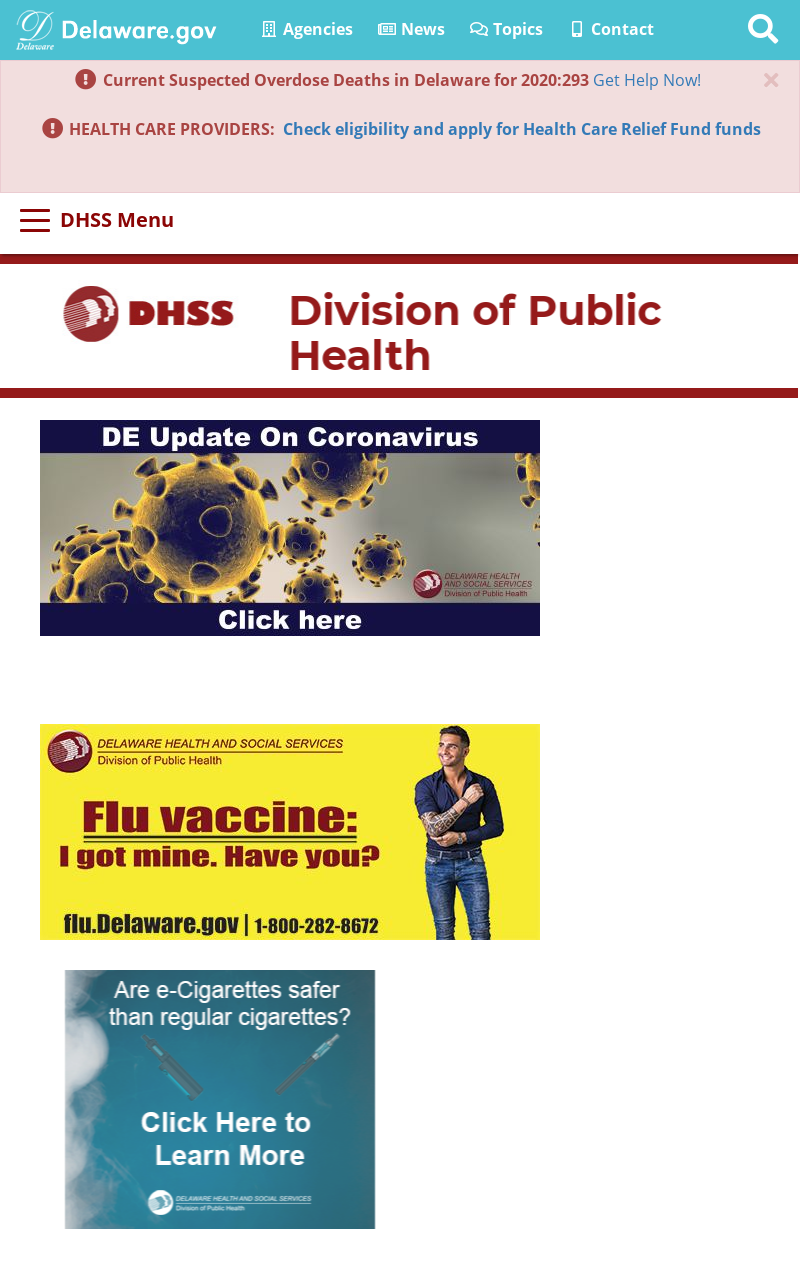 Delaware
Delaware.gov
Agencies
News
Topics
Contact
Current Suspected Overdose Deaths in Delaware for 2020:293 Get Help Now!
×
HEALTH CARE PROVIDERS: Check eligibility and apply for Health Care Relief Fund funds
DHSS Menu
DHSS
Division of Public
Health
DE Update On Coronavirus
DELAWARE HEALTH
AND SOCIAL SERVICES
Division of Public Health
Click here
DELAWARE HEALTH AND SOCIAL SERVICES
Division of Public Health
Flu vaccine:
I got mine. Have you?
flu.Delaware.gov | 1-800-282-8672
Are e-Cigarettes safer
than regular cigarettes?
Click Here to
Learn More
DELAWARE HEALTH AND SOCIAL SERVICES
Division of Public Health